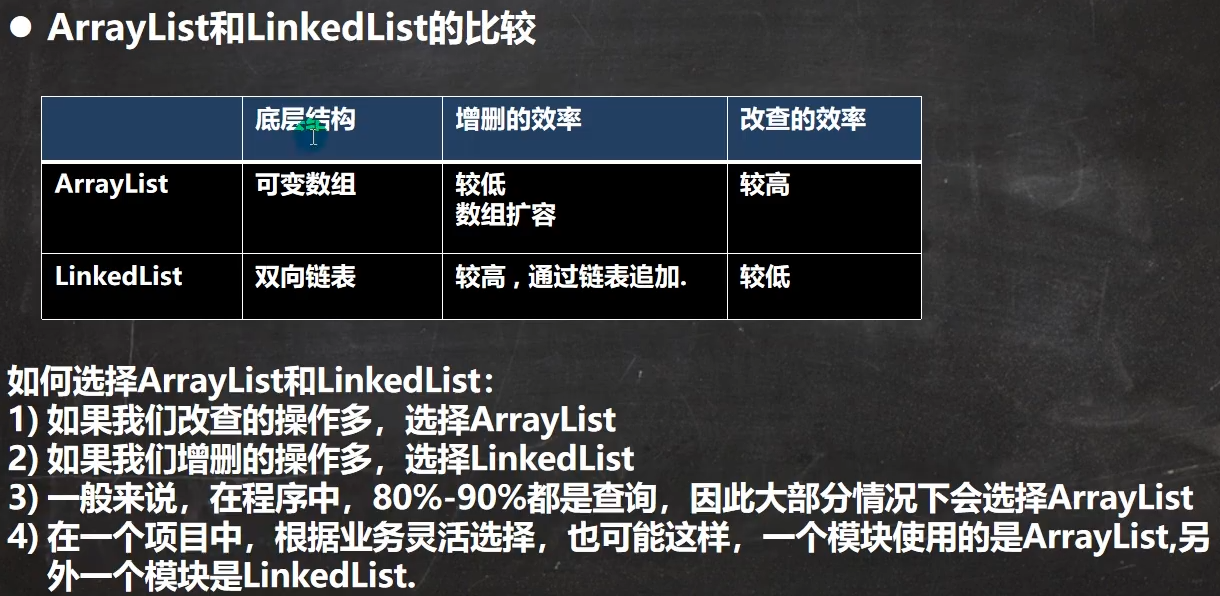 ● ArrayList和LinkedList的比较
底层结构 增删的效率 改查的效率
ArrayList 可变数组 较低 较高
数组扩容
LinkedList 双向链表 较高，通过链表追加. 较低
如何选择ArrayList和LinkedList：
1) 如果我们改查的操作多，选择ArrayList
2) 如果我们增删的操作多，选择LinkedList
3) 一般来说，在程序中，80%-90%都是查询，因此大部分情况下会选择ArrayList
4) 在一个项目中，根据业务灵活选择，也可能这样，一个模块使用的是ArrayList,另
外一个模块是LinkedList.